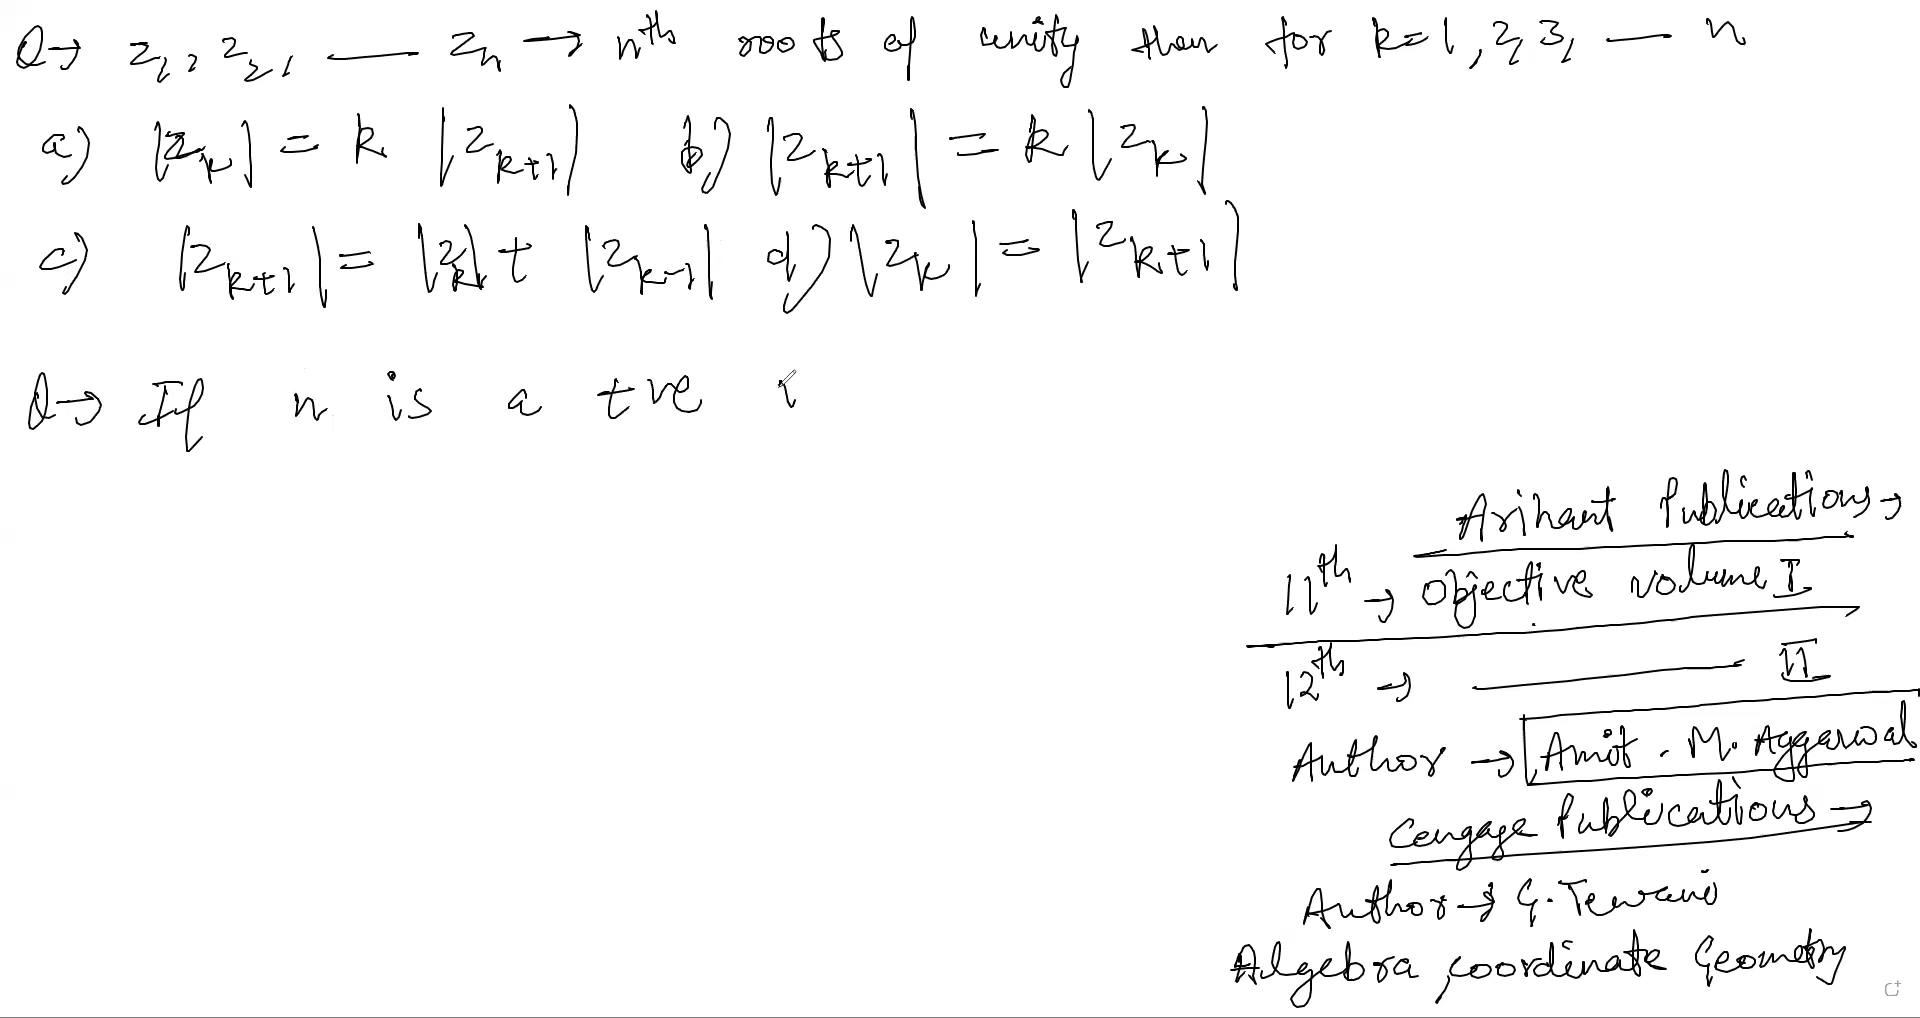 Q→ z₁, z₂, — zₙ → nᵗʰ roots of unity then for k=1, 2, 3, — n
a) |zₖ| = k |zₖ₊₁| b) |zₖ₊₁| = k |zₖ|
c) |zₖ₊₁| = |zₖ| + |zₖ₋₁| d) |zₖ| = |zₖ₊₁|
Q→ If n is a +ve i
Arihant Publications→
11ᵗʰ → Objective volume I
12ᵗʰ → — II
Author → Amit . M. Aggarwal
Cengage Publications →
Author → G. Tewani
Algebra, coordinate Geometry